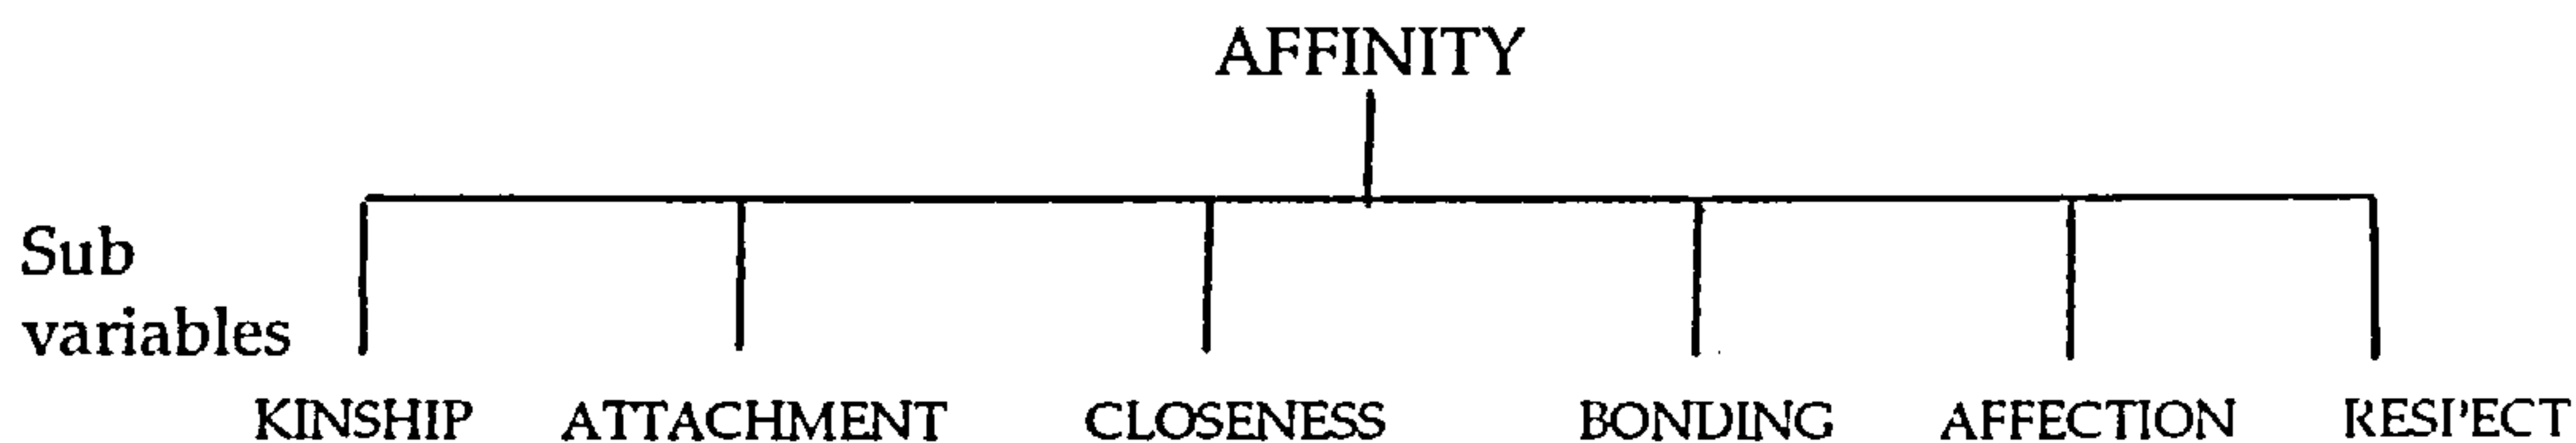 AFFINITY
Sub
variables
KINSHIP ATTACHMENT CLOSENESS BONDING AFFECTION RESPECT